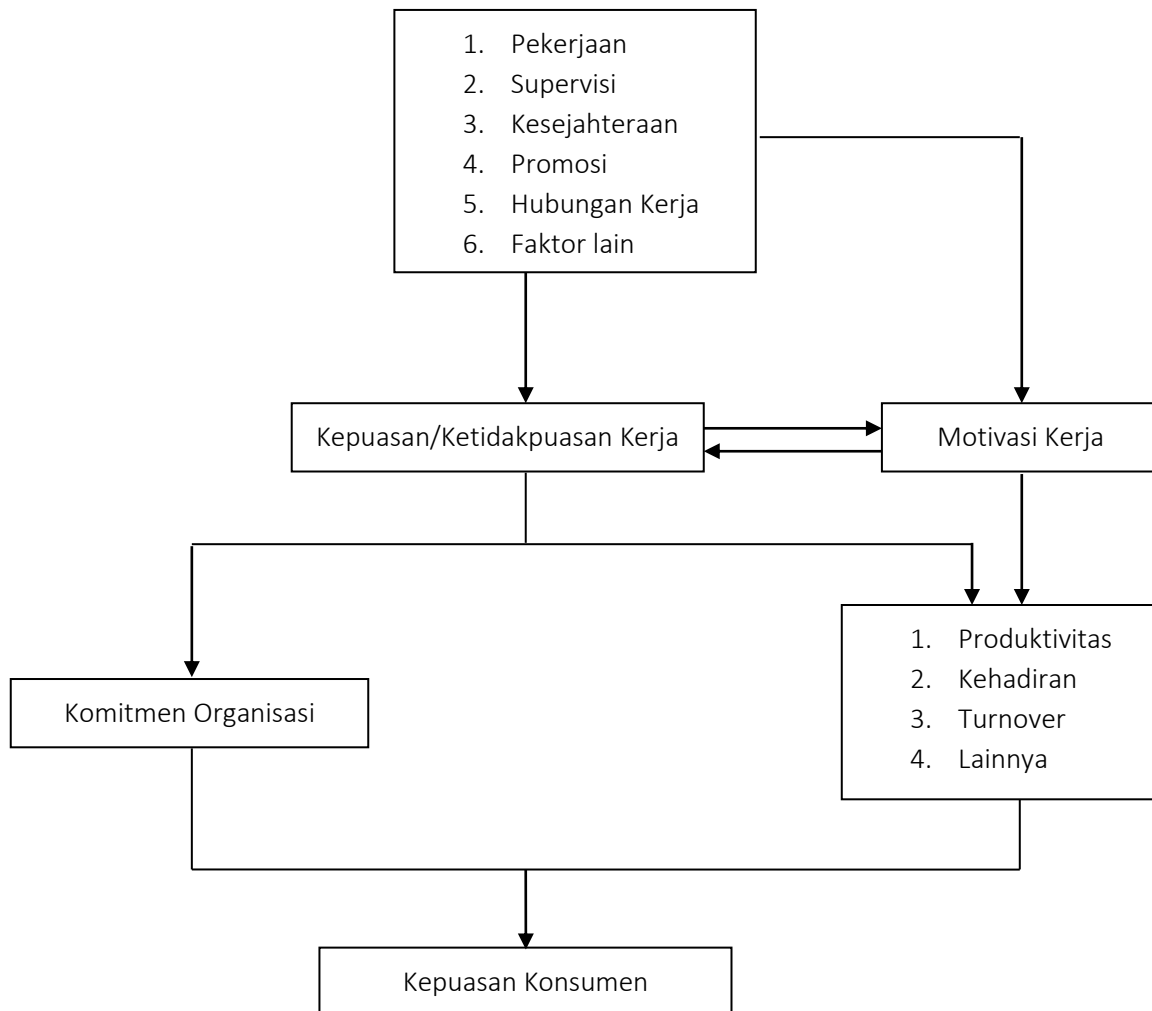 1. Pekerjaan
2. Supervisi
3. Kesejahteraan
4. Promosi
5. Hubungan Kerja
6. Faktor lain
Kepuasan/Ketidakpuasan Kerja
Motivasi Kerja
1. Produktivitas
2. Kehadiran
3. Turnover
4. Lainnya
Komitmen Organisasi
Kepuasan Konsumen